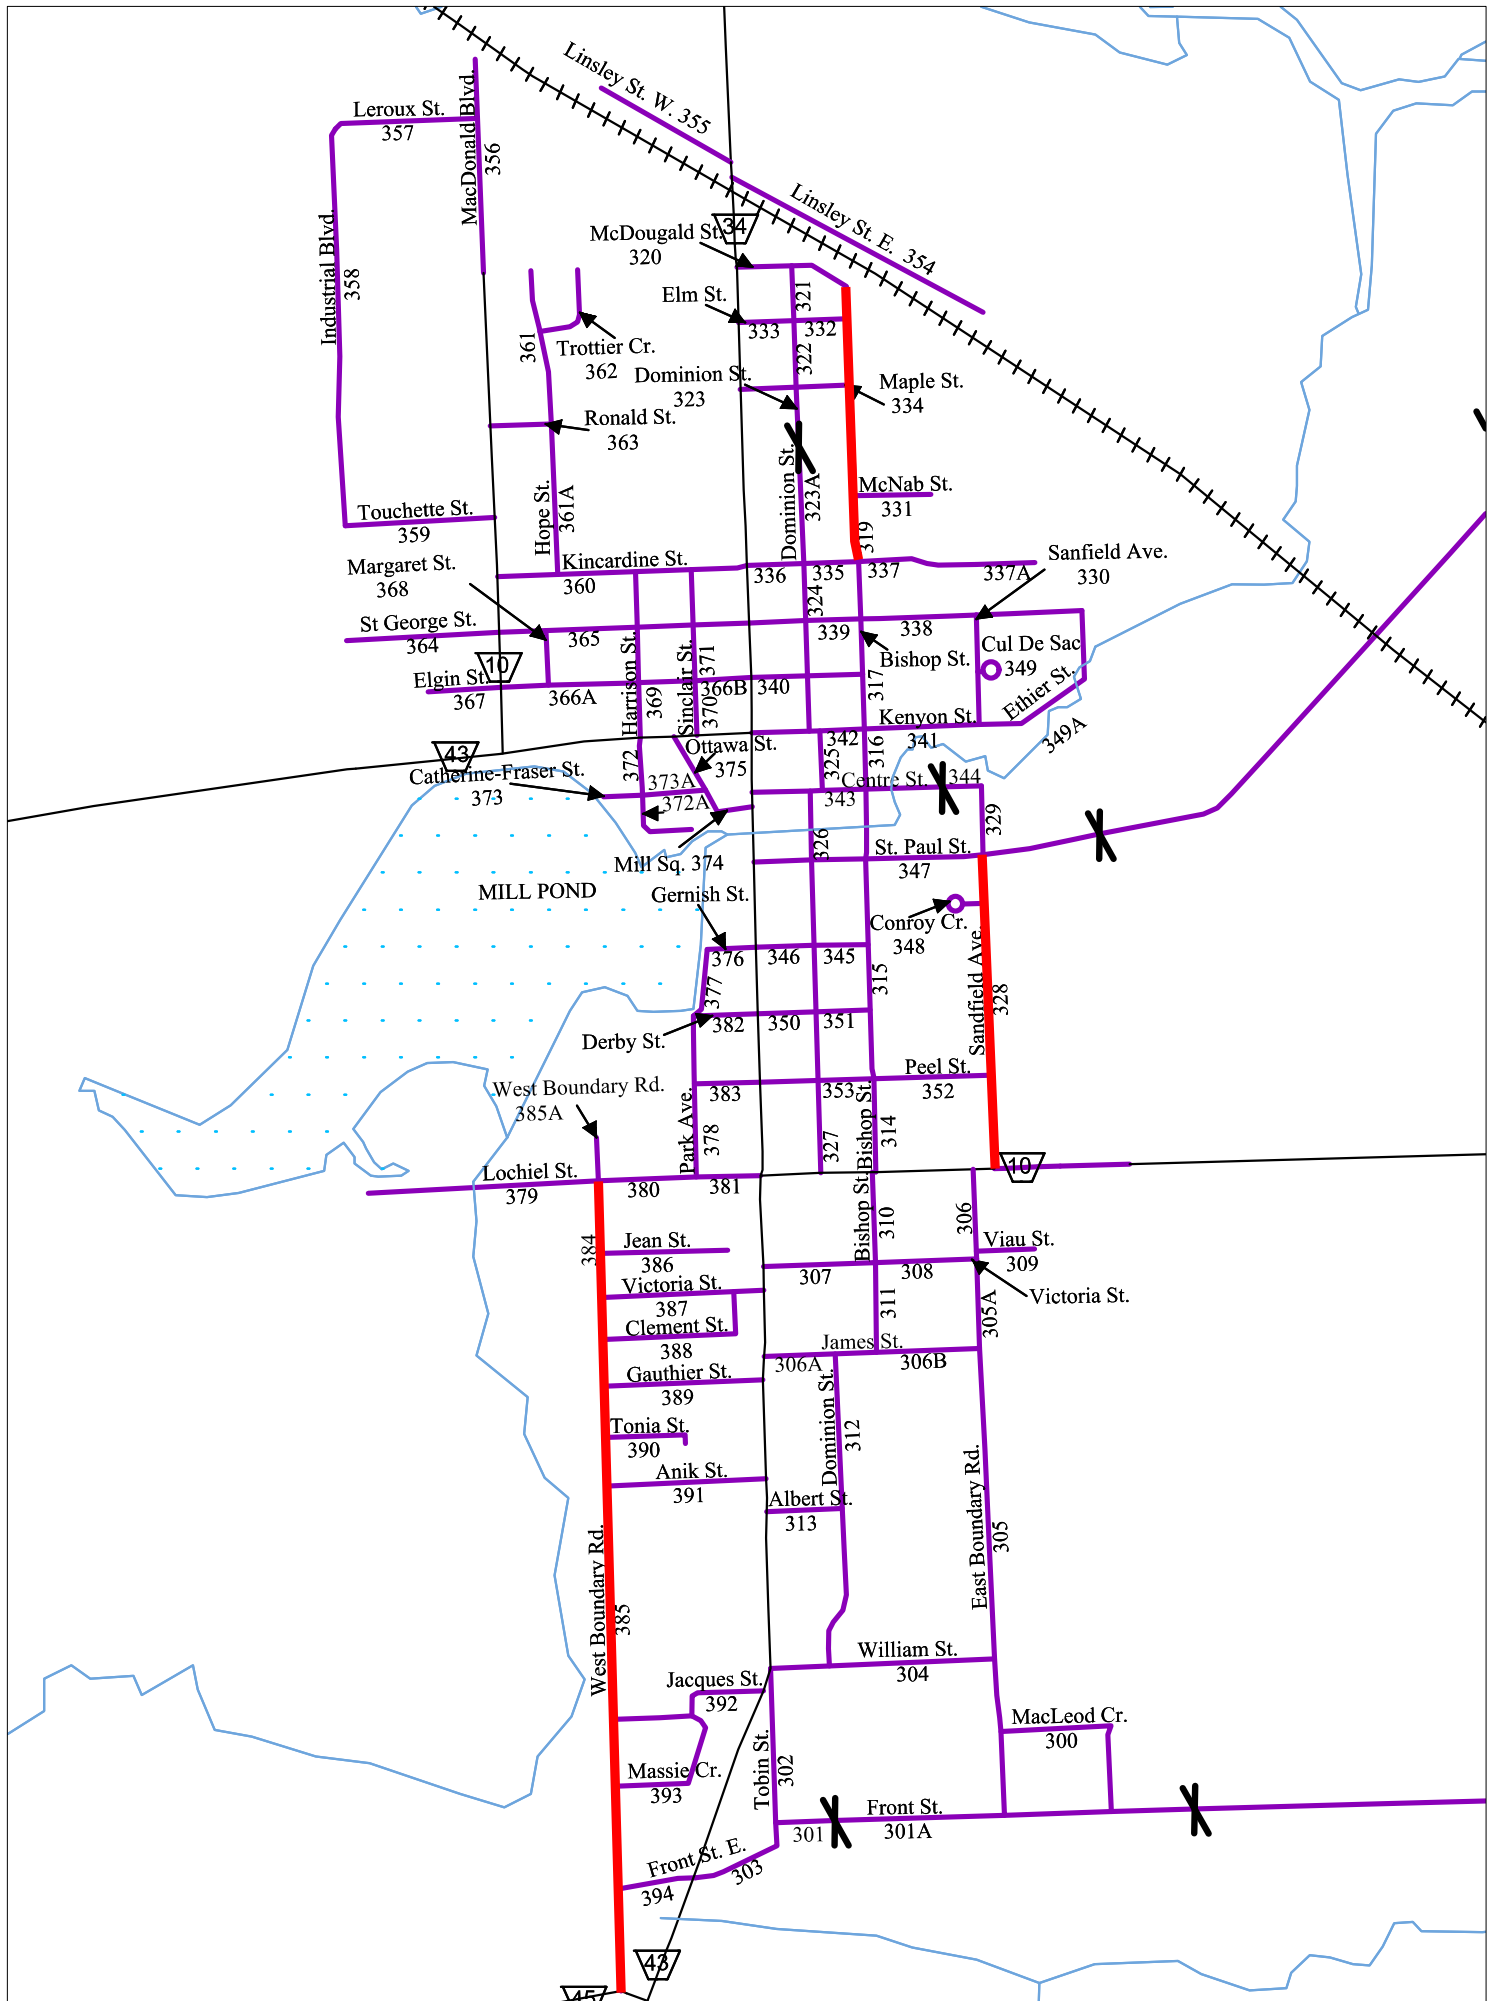 Linsley St. W. 355
Leroux St.
357
MacDonald Blvd.
356
Linsley St. E. 354
34
McDougald St.
320
Industrial Blvd.
358
Elm St.
321
333
332
361
Trottier Cr.
362
322
Dominion St.
323
Maple St.
334
Ronald St.
363
Dominion St.
323A
McNab St.
331
Touchette St.
359
Hope St.
361A
319
Margaret St.
368
Kincardine St.
360
336
335
337
337A
Sanfield Ave.
330
St George St.
364
365
324
339
338
10
Harrison St.
369
Sinclair St.
371
370
Bishop St.
Cul De Sac
349
Elgin St.
367
366A
366B
340
317
Ethier St.
349A
Kenyon St.
341
43
Ottawa St.
375
342
316
325
Catherine-Fraser St.
373
372
373A
372A
Centre St.
344
343
329
326
St. Paul St.
347
Mill Sq. 374
MILL POND
Gernish St.
Conroy Cr.
348
376
346
345
315
377
Sandfield Ave.
328
382
350
351
Derby St.
Peel St.
352
West Boundary Rd.
385A
383
353
Park Ave.
378
327
Bishop St.
314
Lochiel St.
379
380
381
10
Bishop St.
310
306
384
Jean St.
386
Viau St.
309
307
308
Victoria St.
387
Victoria St.
311
305A
Clement St.
388
James St.
306A
306B
Gauthier St.
389
Dominion St.
312
Tonia St.
390
Anik St.
391
Albert St.
313
East Boundary Rd.
305
West Boundary Rd.
385
William St.
304
Jacques St.
392
MacLeod Cr.
300
Tobin St.
302
Massie Cr.
393
Front St.
301
301A
Front St. E.
303
394
43
45